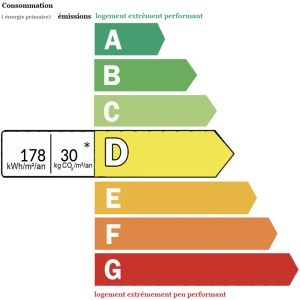 Consommation
( énergie primaire) émissions logement extrêmement performant
A
B
C
178 30 * D
kWh/m²/an kg CO₂/m²/an
E
F
G
logement extrêmement peu performant